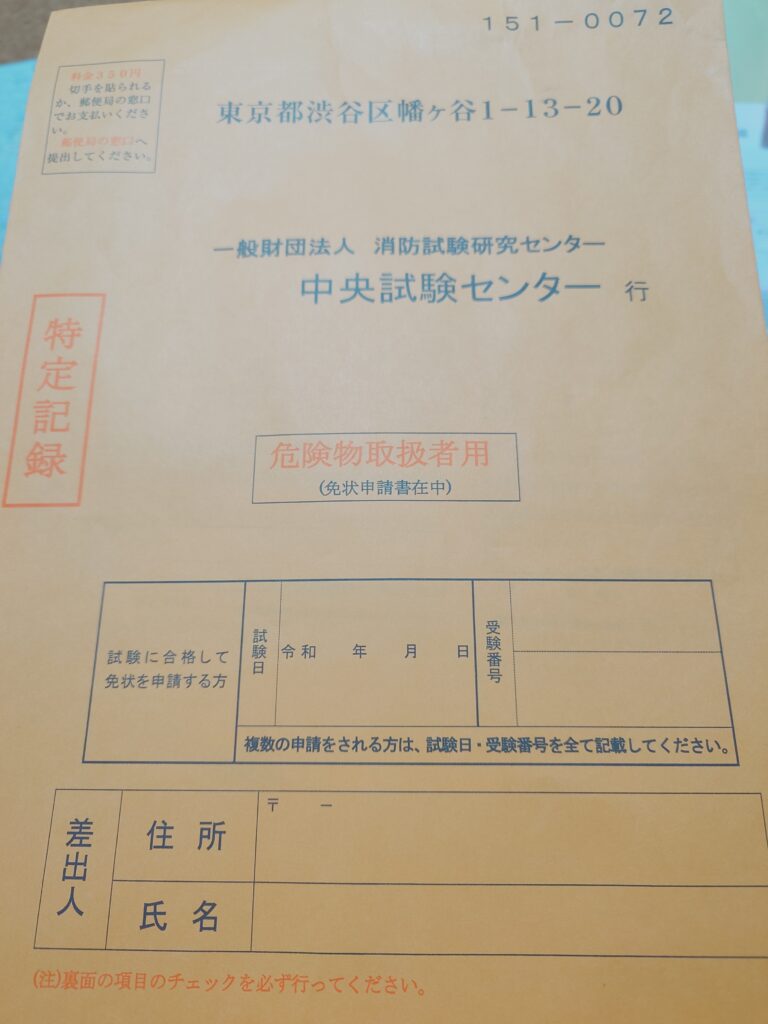 151-0072
料金350円
切手を貼られる
か、郵便局の窓口
でお支払いくださ
い。
郵便局の窓口へ
提出してください。
東京都渋谷区幡ヶ谷1-13-20
一般財団法人 消防試験研究センター
中央試験センター 行
特定記録
危険物取扱者用
(免状申請書在中)
試験に合格して
免状を申請する方
試験日
令和 年 月 日
受験番号
複数の申請をされる方は、試験日・受験番号を全て記載してください。
差出人
住所
〒 -
氏名
(注)裏面の項目のチェックを必ず行ってください。